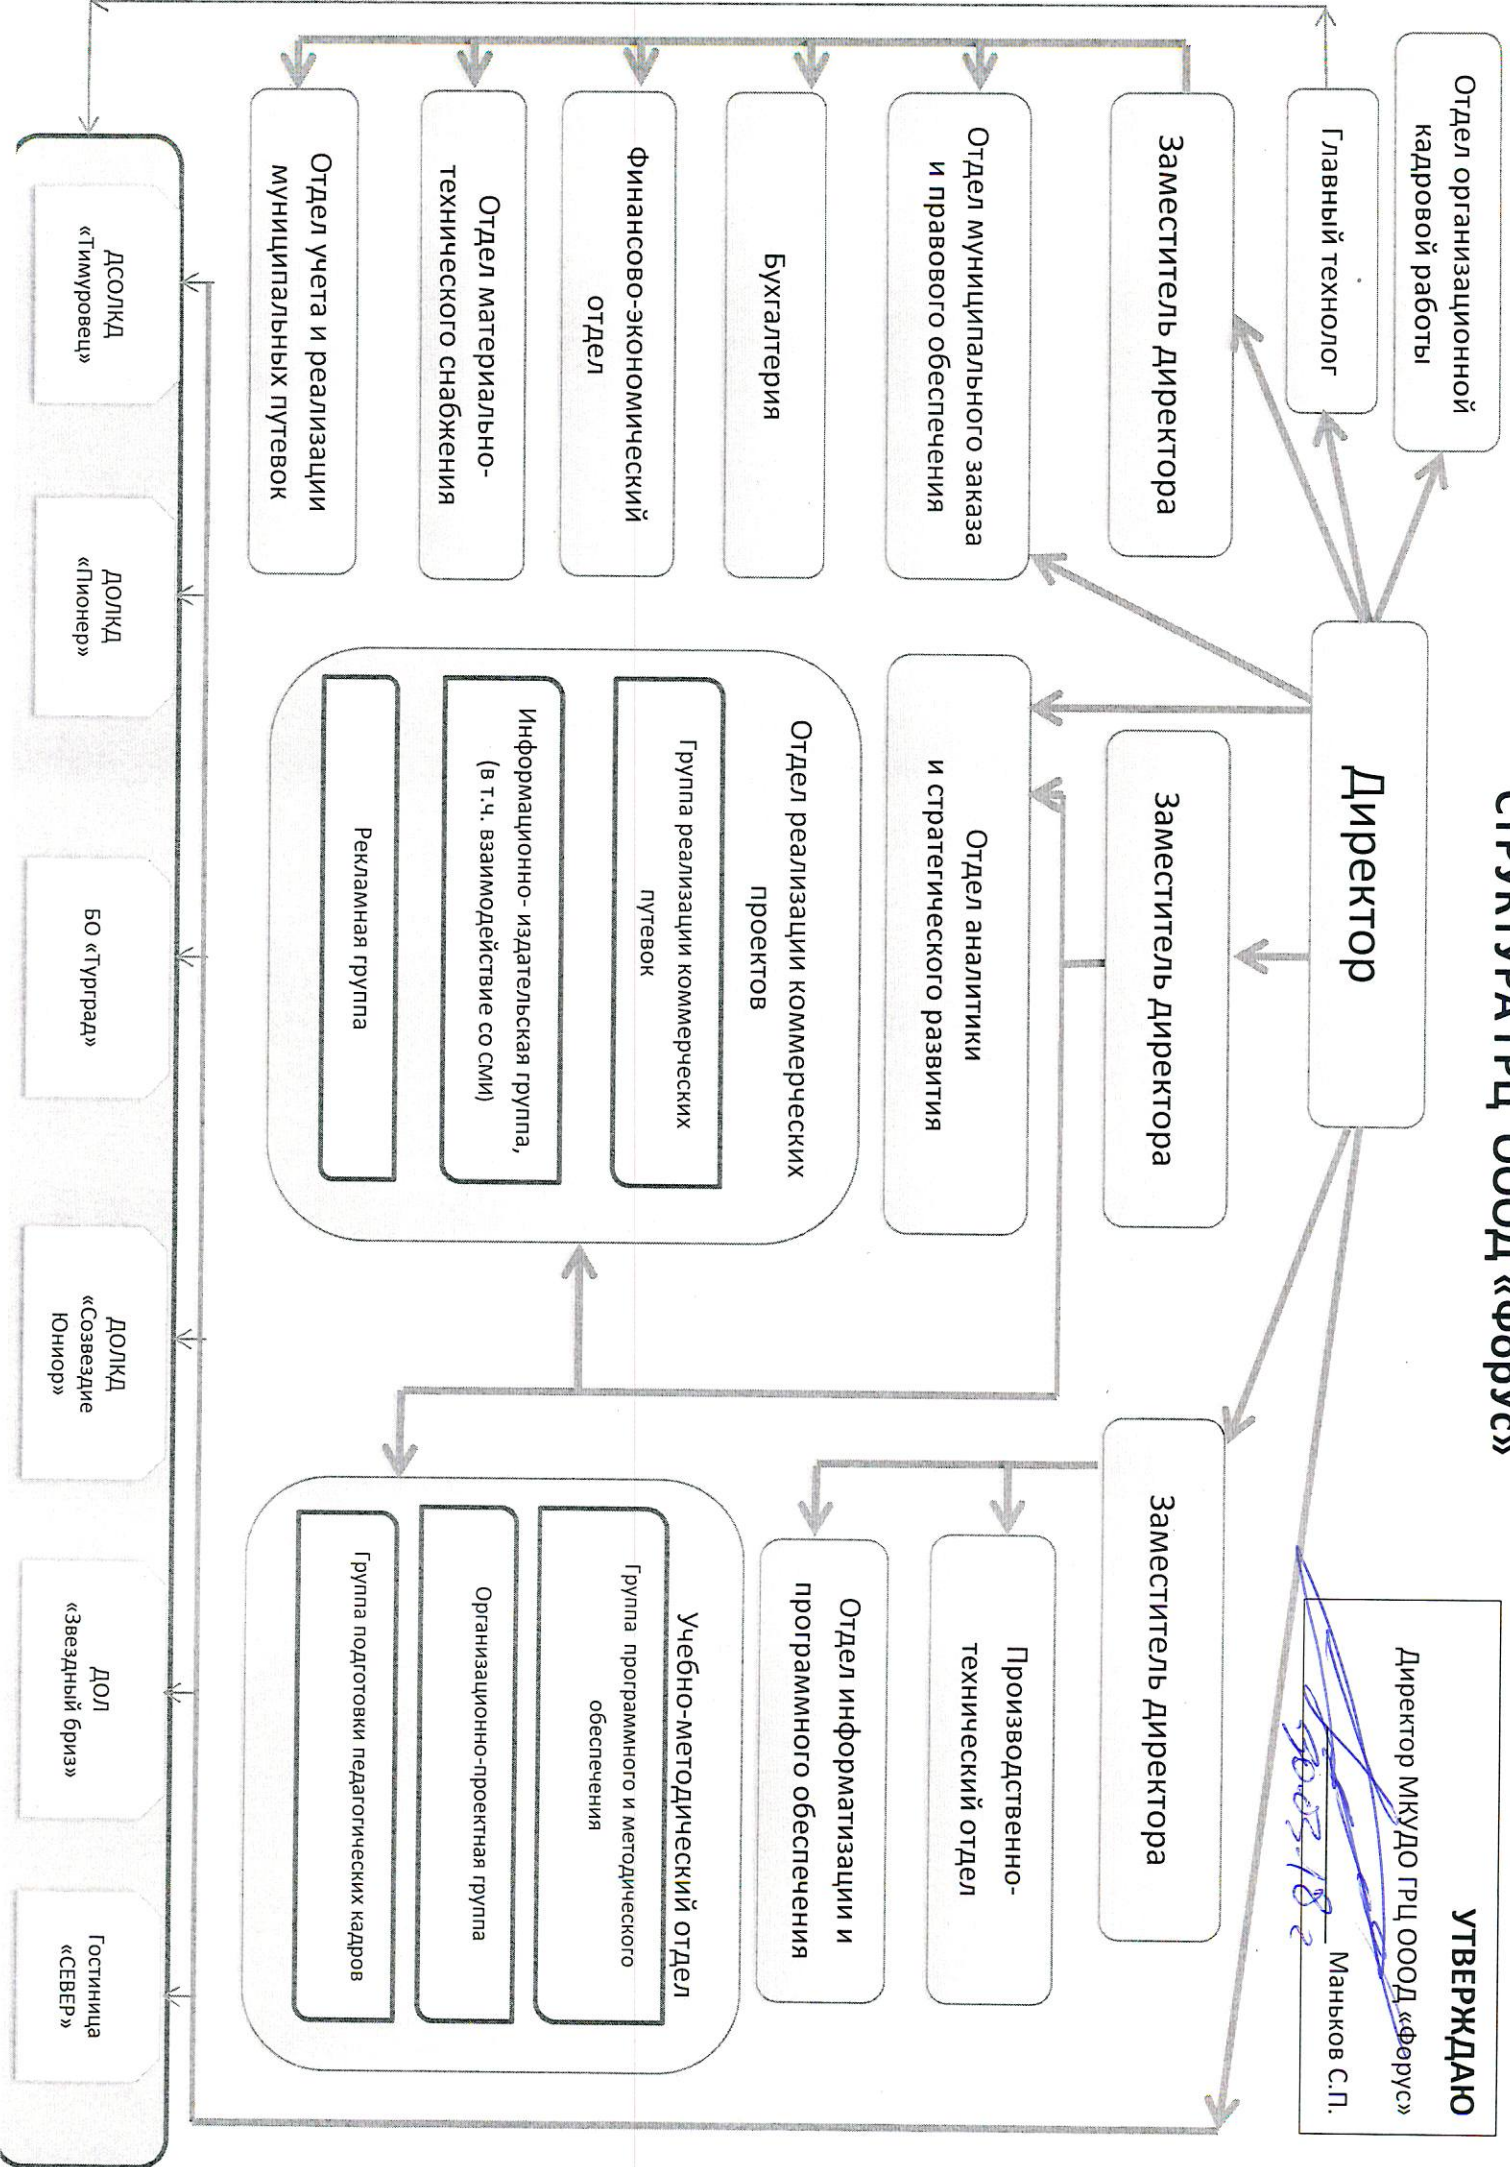 СТРУКТУРА ГРЦ ОООД «Форус»
УТВЕРЖДАЮ
Директор МКУДО ГРЦ ОООД «Форус»
Маньков С.П.
30.03.18 г
Директор
Отдел организационной
кадровой работы
Главный технолог
Заместитель директора
Отдел муниципального заказа
и правового обеспечения
Бухгалтерия
Финансово-экономический
отдел
Отдел материально-
технического снабжения
Отдел учета и реализации
муниципальных путевок
Заместитель директора
Отдел аналитики
и стратегического развития
Отдел реализации коммерческих
проектов
Группа реализации коммерческих
путевок
Информационно- издательская группа,
(в т.ч. взаимодействие со СМИ)
Рекламная группа
Заместитель директора
Производственно-
технический отдел
Отдел информатизации и
программного обеспечения
Учебно-методический отдел
Группа программного и методического
обеспечения
Организационно-проектная группа
Группа подготовки педагогических кадров
ДСОЛКД
«Тимуровец»
ДОЛКД
«Пионер»
БО «Турград»
ДОЛКД
«Созвездие
Юниор»
ДОЛ
«Звездный бриз»
Гостиница
«СЕВЕР»